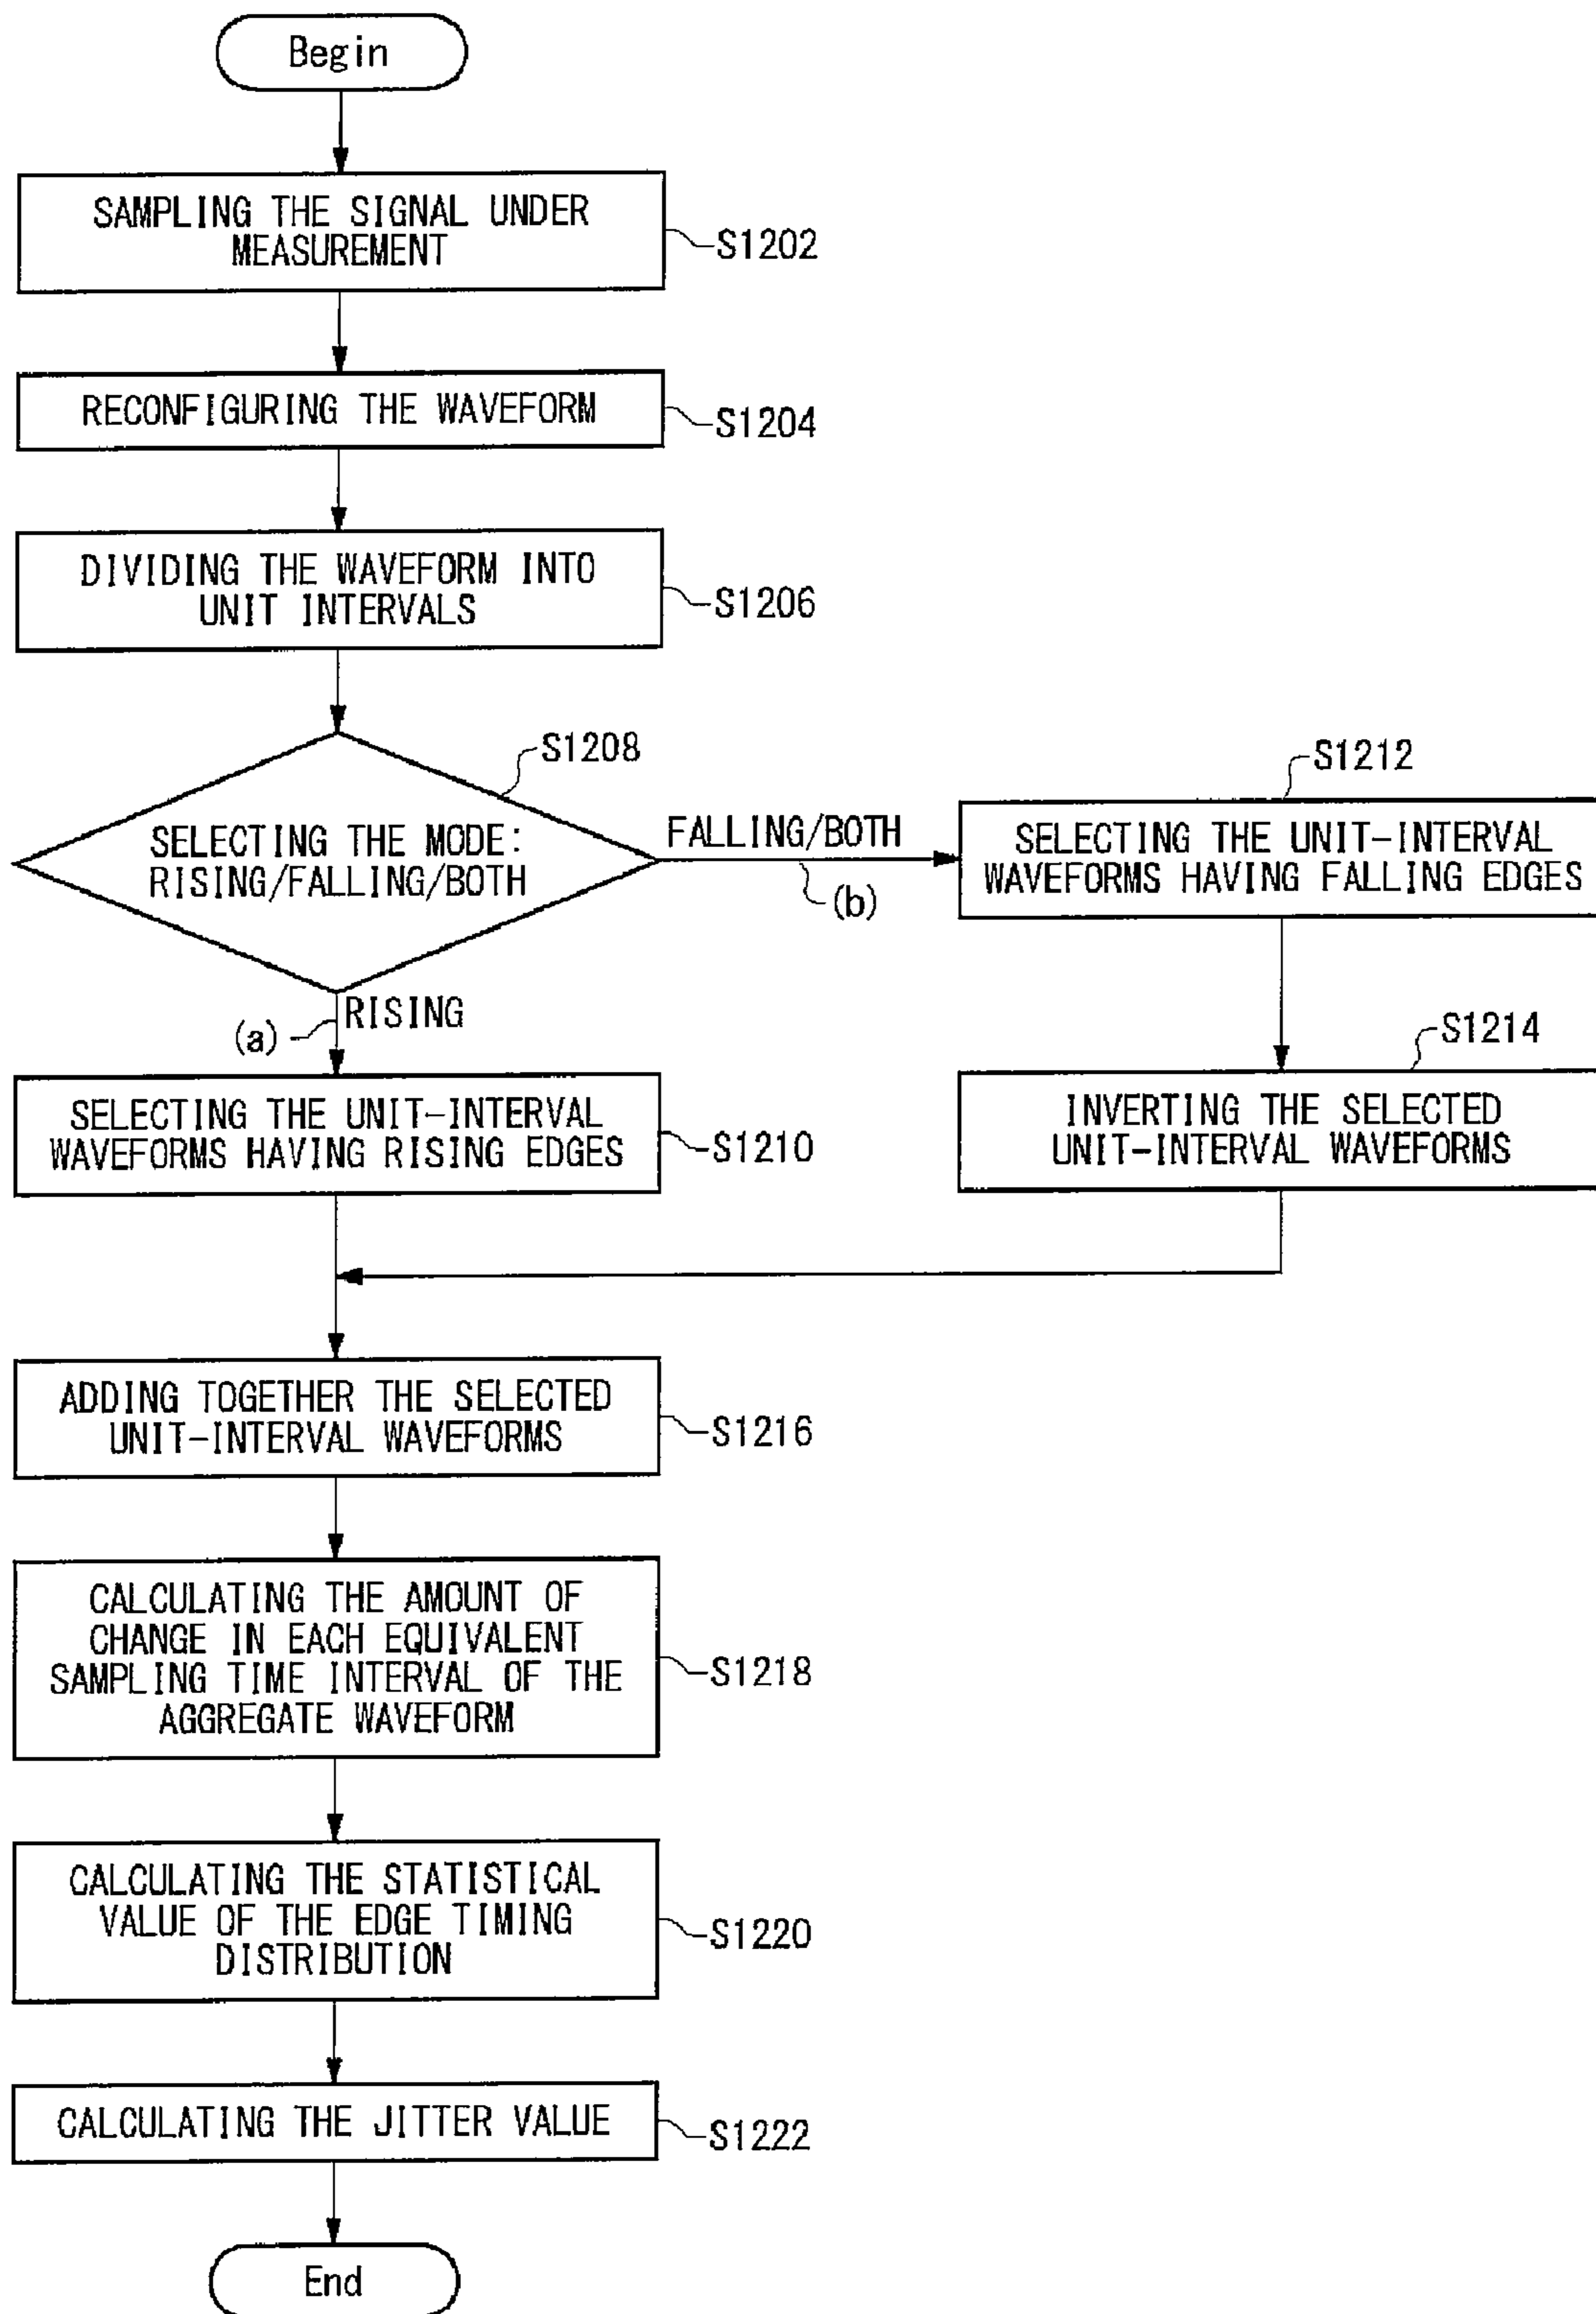 Begin
SAMPLING THE SIGNAL UNDER
MEASUREMENT
S1202
RECONFIGURING THE WAVEFORM
S1204
DIVIDING THE WAVEFORM INTO
UNIT INTERVALS
S1206
S1208
SELECTING THE MODE:
RISING/FALLING/BOTH
FALLING/BOTH
(b)
S1212
SELECTING THE UNIT-INTERVAL
WAVEFORMS HAVING FALLING EDGES
RISING
(a)
S1214
INVERTING THE SELECTED
UNIT-INTERVAL WAVEFORMS
SELECTING THE UNIT-INTERVAL
WAVEFORMS HAVING RISING EDGES
S1210
ADDING TOGETHER THE SELECTED
UNIT-INTERVAL WAVEFORMS
S1216
CALCULATING THE AMOUNT OF
CHANGE IN EACH EQUIVALENT
SAMPLING TIME INTERVAL OF THE
AGGREGATE WAVEFORM
S1218
CALCULATING THE STATISTICAL
VALUE OF THE EDGE TIMING
DISTRIBUTION
S1220
CALCULATING THE JITTER VALUE
S1222
End